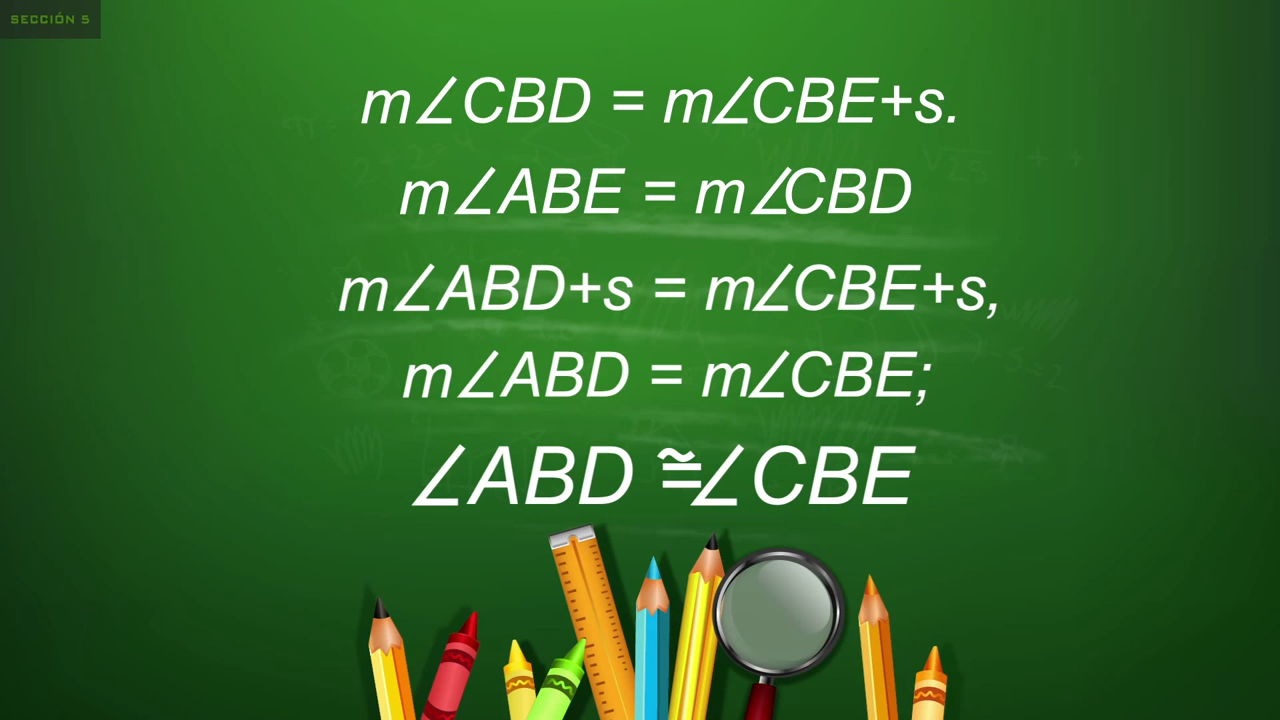 SECCIÓN 5
m∠CBD = m∠CBE+s.
m∠ABE = m∠CBD
m∠ABD+s = m∠CBE+s,
m∠ABD = m∠CBE;
∠ABD ≅∠CBE